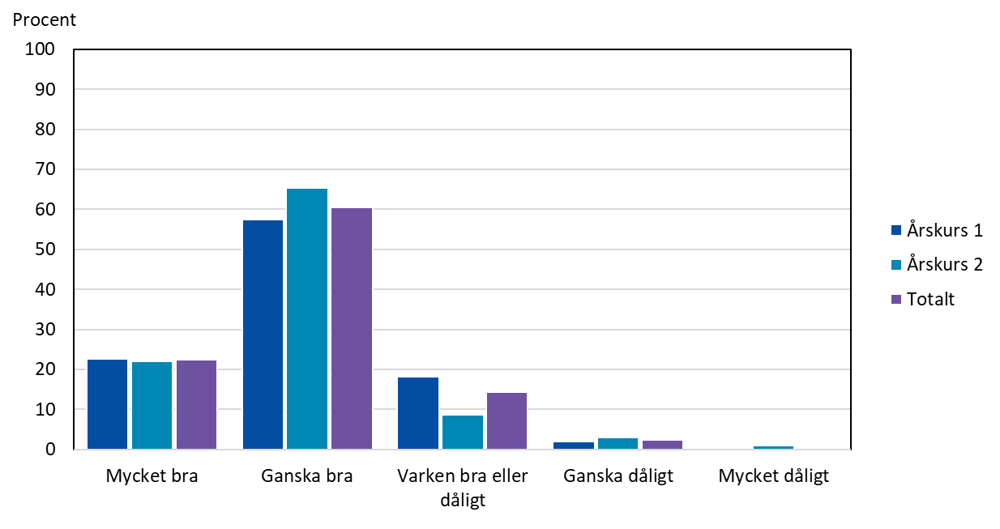 Procent
100
90
80
70
60
50
40
30
20
10
0
Mycket bra
Ganska bra
Varken bra eller
dåligt
Ganska dåligt
Mycket dåligt
Årskurs 1
Årskurs 2
Totalt